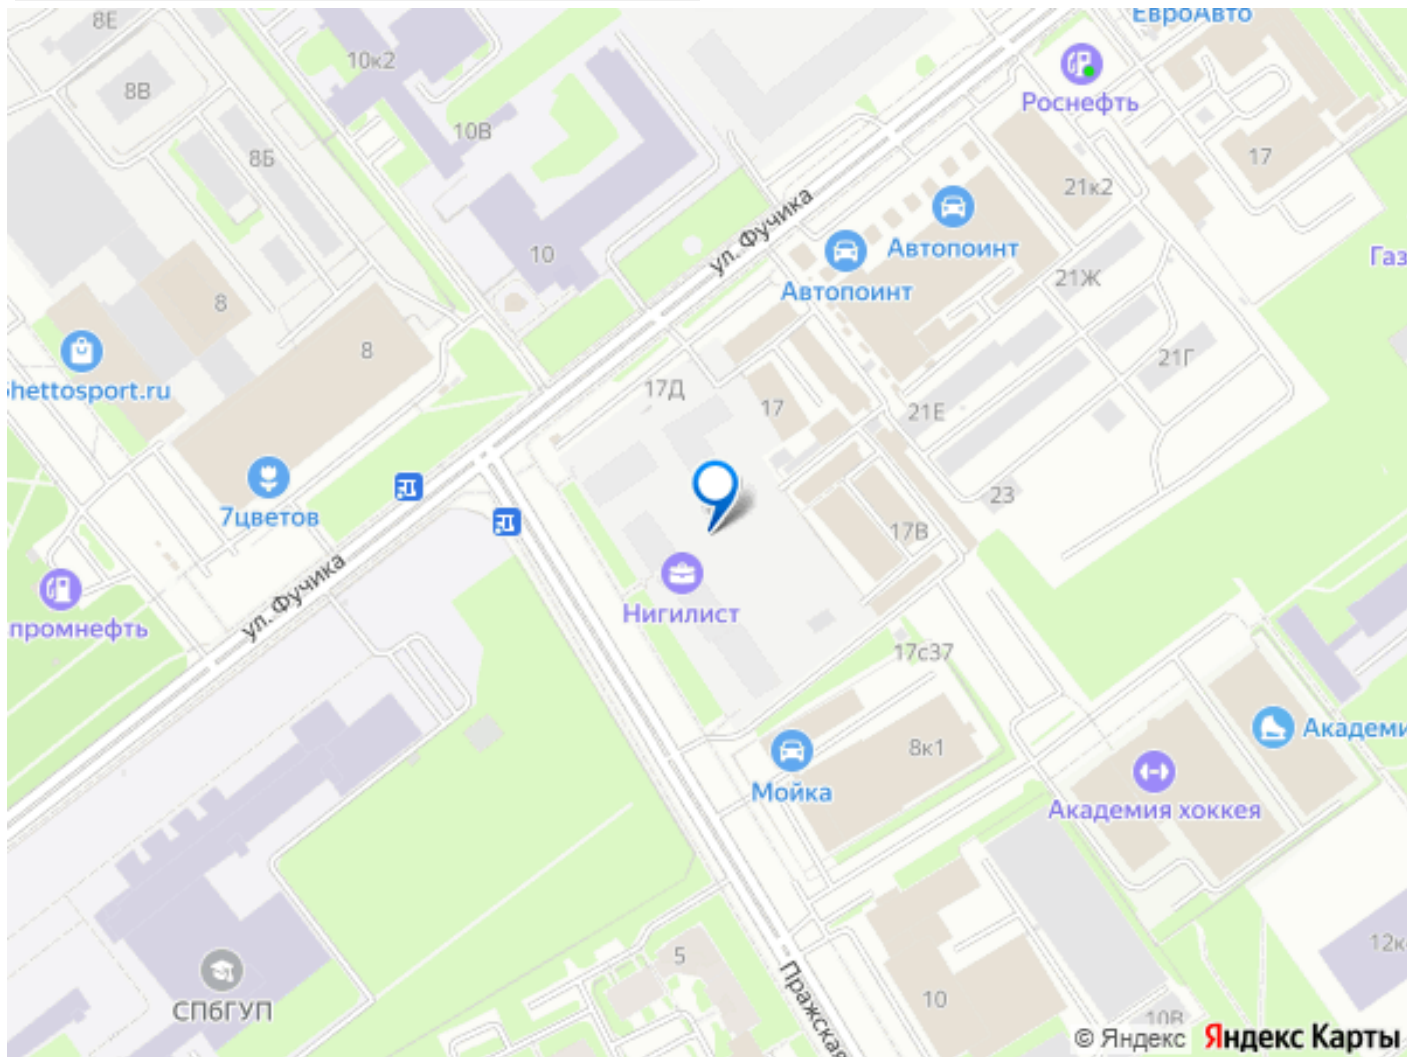 8Е
ЕвроАвто
10к2
Роснефть
8В
10В
8Б
17
21к2
ул. Фучика
Автопоинт
10
Газ
Автопоинт
21Ж
8
8
21Г
hettosport.ru
17Д
17
21Е
23
7цветов
17В
ул. Фучика
Нигилист
промнефть
17с37
Академи
8к1
Мойка
Академия хоккея
12к
5
10
СПбГУП
Пражская
10В
© Яндекс Яндекс Карты